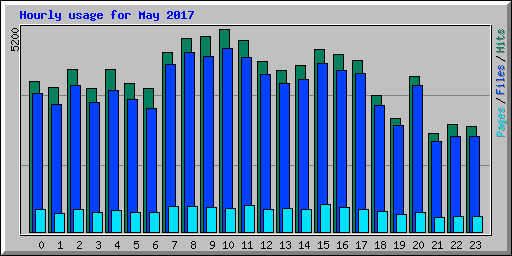 Hourly usage for May 2017
5200
Pages/Files/Hits
0 1 2 3 4 5 6 7 8 9 10 11 12 13 14 15 16 17 18 19 20 21 22 23